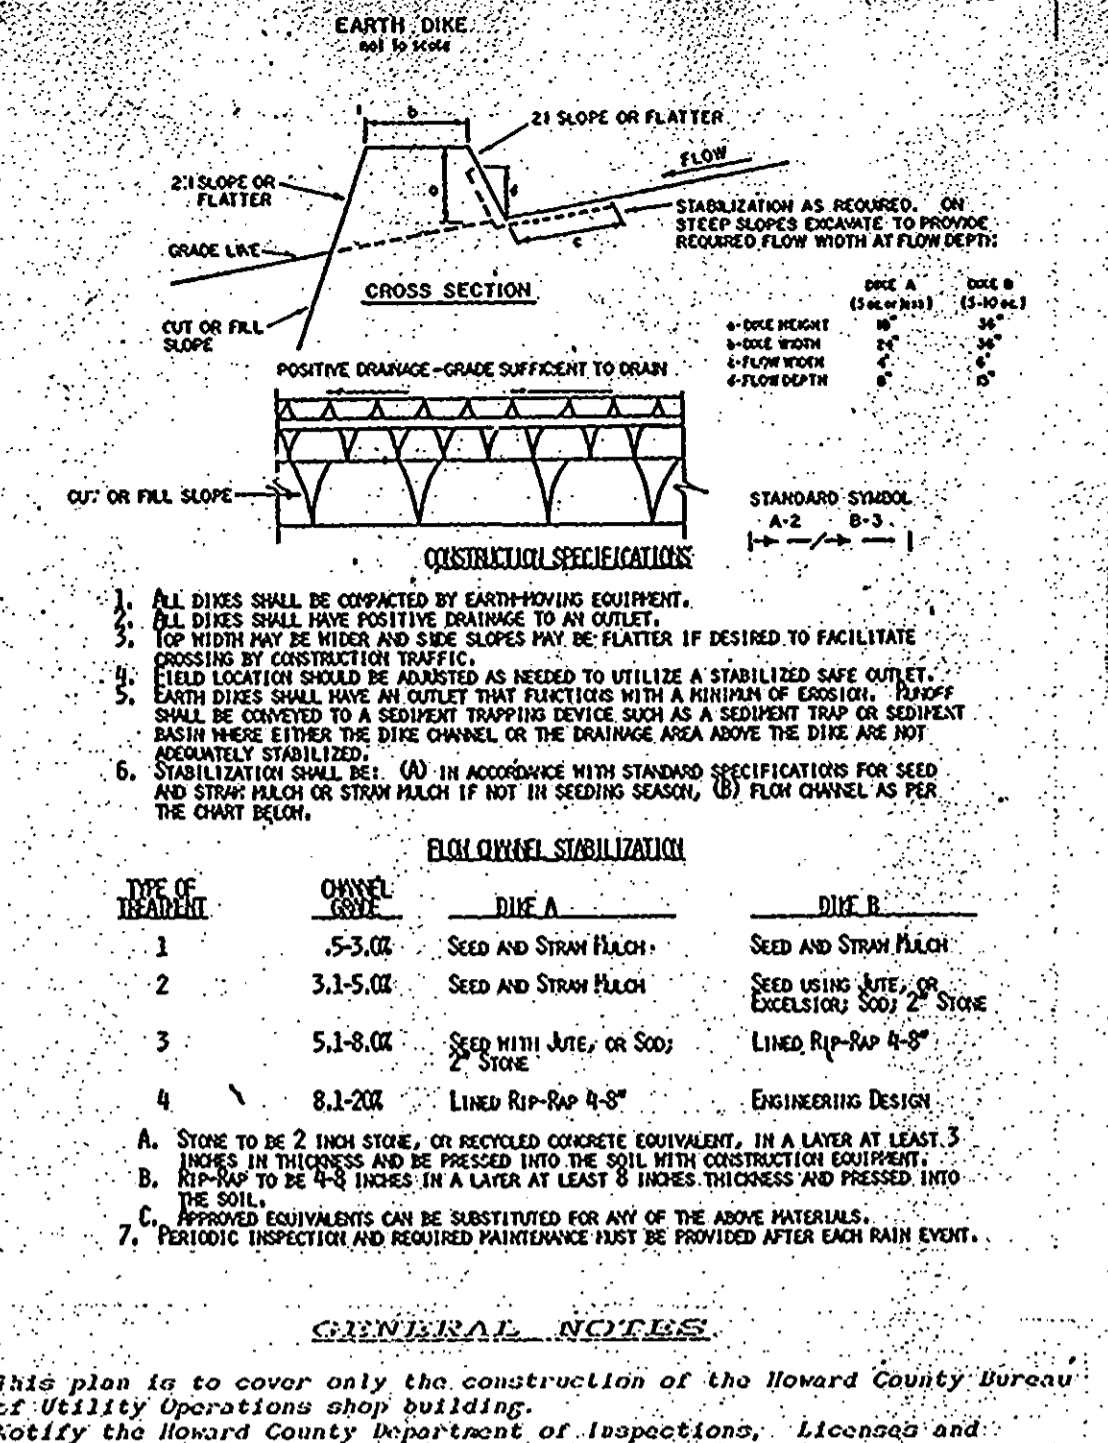 EARTH DIKE
not to scale
b
2:1 SLOPE OR FLATTER
FLOW
2:1 SLOPE OR
FLATTER
d
STABILIZATION AS REQUIRED. ON
STEEP SLOPES EXCAVATE TO PROVIDE
REQUIRED FLOW WIDTH AT FLOW DEPTH.
c
GRADE LINE
CROSS SECTION
DIKE A DIKE B
(5 ac. or less) (5-10 ac.)
a-DIKE HEIGHT 18" 36"
b-DIKE WIDTH 24" 36"
c-FLOW WIDTH 4' 6'
d-FLOW DEPTH 8" 15"
CUT OR FILL
SLOPE
POSITIVE DRAINAGE-GRADE SUFFICIENT TO DRAIN
CUT OR FILL SLOPE
STANDARD SYMBOL
A-2 B-3
CONSTRUCTION SPECIFICATIONS
1. ALL DIKES SHALL BE COMPACTED BY EARTH-MOVING EQUIPMENT.
2. ALL DIKES SHALL HAVE POSITIVE DRAINAGE TO AN OUTLET.
3. TOP WIDTH MAY BE WIDER AND SIDE SLOPES MAY BE FLATTER IF DESIRED TO FACILITATE
CROSSING BY CONSTRUCTION TRAFFIC.
4. FIELD LOCATION SHOULD BE ADJUSTED AS NEEDED TO UTILIZE A STABILIZED SAFE OUTLET.
5. EARTH DIKES SHALL HAVE AN OUTLET THAT FUNCTIONS WITH A MINIMUM OF EROSION. RUNOFF
SHALL BE CONVEYED TO A SEDIMENT TRAPPING DEVICE SUCH AS A SEDIMENT TRAP OR SEDIMENT
BASIN WHERE EITHER THE DIKE CHANNEL OR THE DRAINAGE AREA ABOVE THE DIKE ARE NOT
ADEQUATELY STABILIZED.
6. STABILIZATION SHALL BE: (A) IN ACCORDANCE WITH STANDARD SPECIFICATIONS FOR SEED
AND STRAW MULCH OR STRAW MULCH IF NOT IN SEEDING SEASON, (B) FLOW CHANNEL AS PER
THE CHART BELOW.
FLOW CHANNEL STABILIZATION
TYPE OF CHANNEL
TREATMENT GRADE DIKE A DIKE B
1 .5-3.0% SEED AND STRAW MULCH SEED AND STRAW MULCH
2 3.1-5.0% SEED AND STRAW MULCH SEED USING JUTE, OR
EXCELSIOR; SOD; 2" STONE
3 5.1-8.0% SEED WITH JUTE, OR SOD; LINED RIP-RAP 4-8"
2" STONE
4 8.1-20% LINED RIP-RAP 4-8" ENGINEERING DESIGN
A. STONE TO BE 2 INCH STONE, OR RECYCLED CONCRETE EQUIVALENT, IN A LAYER AT LEAST 3
INCHES IN THICKNESS AND BE PRESSED INTO THE SOIL WITH CONSTRUCTION EQUIPMENT.
B. RIP-RAP TO BE 4-8 INCHES IN A LAYER AT LEAST 8 INCHES THICKNESS AND PRESSED INTO
THE SOIL.
C. APPROVED EQUIVALENTS CAN BE SUBSTITUTED FOR ANY OF THE ABOVE MATERIALS.
7. PERIODIC INSPECTION AND REQUIRED MAINTENANCE MUST BE PROVIDED AFTER EACH RAIN EVENT.
GENERAL NOTES
This plan is to cover only the construction of the Howard County Bureau
of Utility Operations shop building.
Notify the Howard County Department of Inspections, Licenses and